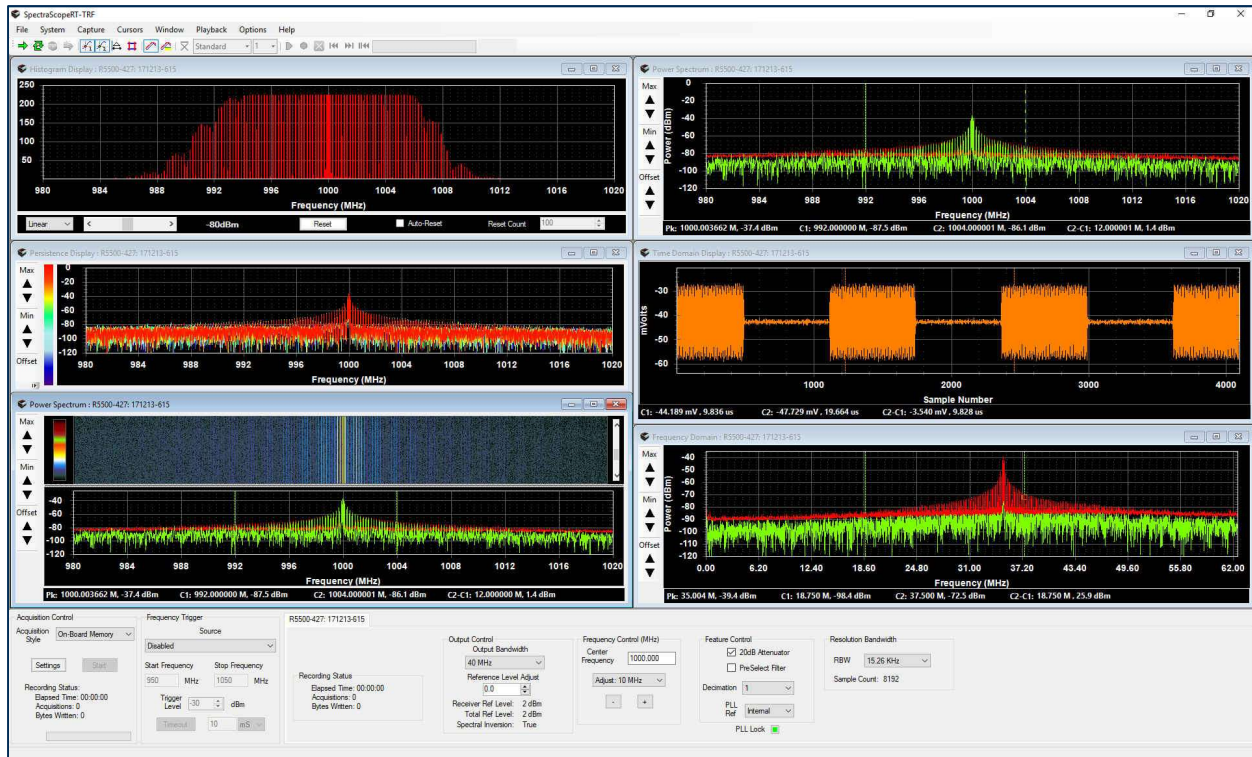 SpectraScopeRT-TRF
File System Capture Cursors Window Playback Options Help
Standard 1
Histogram Display : R5500-427: 171213-615
250
200
150
100
50
980 984 988 992 996 1000 1004 1008 1012 1016 1020
Frequency (MHz)
Linear < > -80dBm Reset Auto-Reset Reset Count 100
Persistence Display : R5500-427: 171213-615
Max
Min
Offset
0
-20
-40
-60
-80
-100
-120
980 984 988 992 996 1000 1004 1008 1012 1016 1020
Frequency (MHz)
Power Spectrum : R5500-427: 171213-615
Max
Min
Offset
-40
-60
-80
-100
-120
980 984 988 992 996 1000 1004 1008 1012 1016 1020
Frequency (MHz)
Pk: 1000.003662 M, -37.4 dBm C1: 992.000000 M, -87.5 dBm C2: 1004.000001 M, -86.1 dBm C2-C1: 12.000000 M, 1.4 dBm
Power Spectrum : R5500-427: 171213-615
Max
Min
Offset
Power (dBm)
0
-20
-40
-60
-80
-100
-120
980 984 988 992 996 1000 1004 1008 1012 1016 1020
Frequency (MHz)
Pk: 1000.003662 M, -37.4 dBm C1: 992.000001 M, -87.5 dBm C2: 1004.000001 M, -86.1 dBm C2-C1: 12.000001 M, 1.4 dBm
Time Domain Display : R5500-427: 171213-615
Max
Min
Offset
mVolts
-30
-40
-50
-60
1000 2000 3000 4000
Sample Number
C1: -44.189 mV , 9.836 us C2: -47.729 mV , 19.664 us C2-C1: -3.540 mV , 9.828 us
Frequency Domain : R5500-427: 171213-615
Max
Min
Offset
Power (dBm)
-40
-50
-60
-70
-80
-90
-100
-110
-120
0.00 6.20 12.40 18.60 24.80 31.00 37.20 43.40 49.60 55.80 62.00
Frequency (MHz)
Pk: 35.004 M, -39.4 dBm C1: 18.750 M, -98.4 dBm C2: 37.500 M, -72.5 dBm C2-C1: 18.750 M , 25.9 dBm
Acquisition Control
Acquisition Style On-Board Memory
Settings Start
Recording Status:
Elapsed Time: 00:00:00
Acquisitions: 0
Bytes Written: 0
Frequency Trigger
Source
Disabled
Start Frequency Stop Frequency
950 MHz 1050 MHz
Trigger Level -30 dBm
Timeout 10 mS
R5500-427: 171213-615
Recording Status
Elapsed Time: 00:00:00
Acquisitions: 0
Bytes Written: 0
Output Control
Output Bandwidth
40 MHz
Reference Level Adjust
0.0
Receiver Ref Level: 2 dBm
Total Ref Level: 2 dBm
Spectral Inversion: True
Frequency Control (MHz)
Center Frequency 1000.000
Adjust: 10 MHz
- +
Feature Control
20dB Attenuator
PreSelect Filter
Decimation 1
PLL Ref Internal
PLL Lock
Resolution Bandwidth
RBW 15.26 KHz
Sample Count: 8192